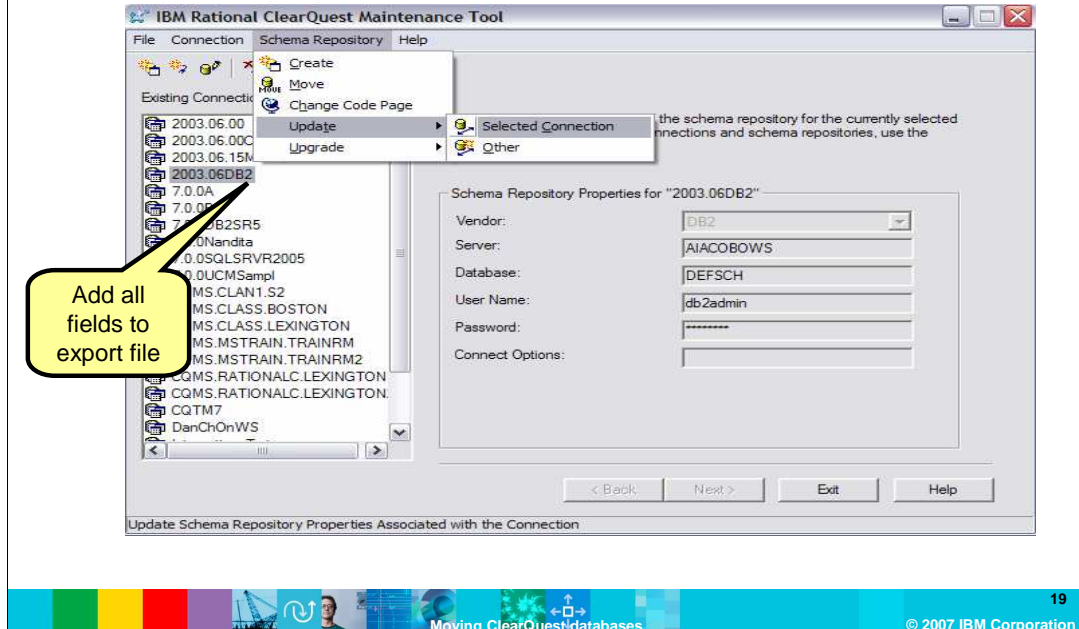 IBM Rational ClearQuest Maintenance Tool
File Connection Schema Repository Help
Create
Move
Change Code Page
Update
Upgrade
Selected Connection
Other
the schema repository for the currently selected
nnections and schema repositories, use the
Existing Connectio
2003.06.00
2003.06.00C
2003.06.15M
2003.06DB2
7.0.0A
DB2SR5
0Nandita
.0.0SQLSRVR2005
.0.0UCMSampl
MS.CLAN1.S2
MS.CLASS.BOSTON
MS.CLASS.LEXINGTON
MS.MSTRAIN.TRAINRM
MS.MSTRAIN.TRAINRM2
CQMS.RATIONALC.LEXINGTON
CQMS.RATIONALC.LEXINGTON.
CQTM7
DanChOnWS
Add all
fields to
export file
Schema Repository Properties for "2003.06DB2"
Vendor: DB2
Server: AIACOBOWS
Database: DEFSCH
User Name: db2admin
Password: ********
Connect Options:
< Back Next > Exit Help
Update Schema Repository Properties Associated with the Connection
19
Moving ClearQuest databases
© 2007 IBM Corporation